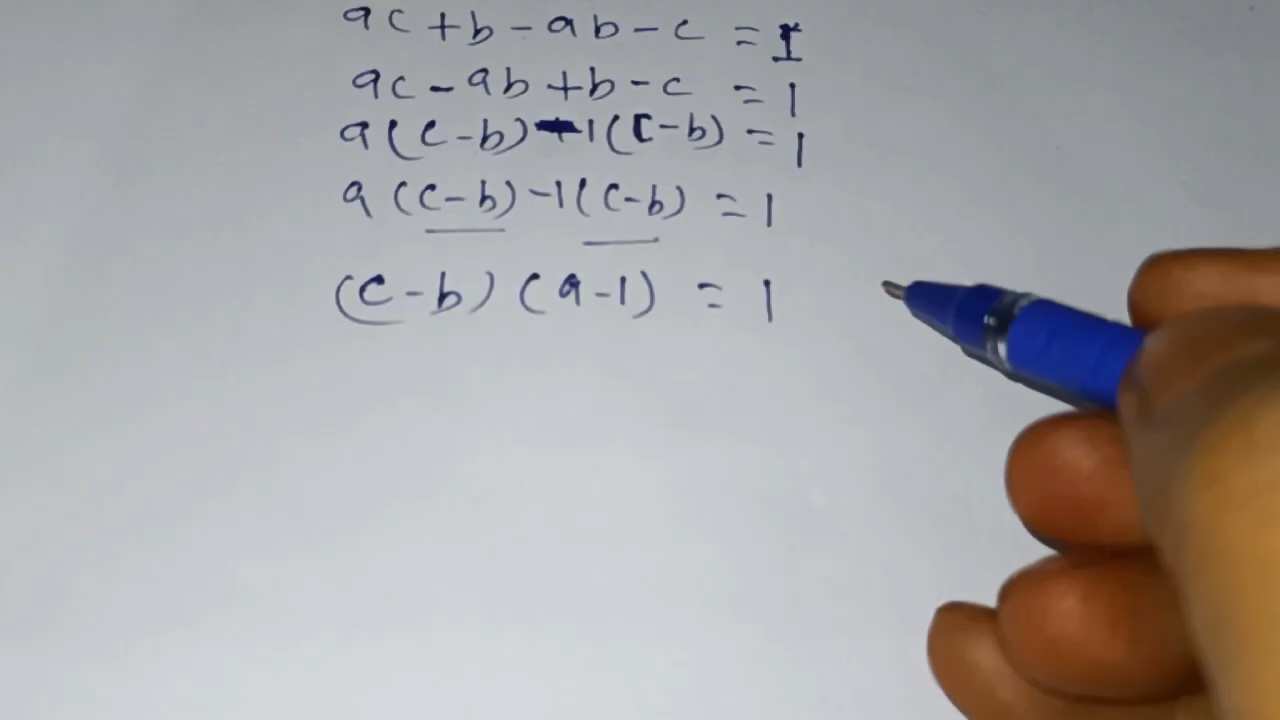 ac+b-ab-c=1
ac-ab+b-c=1
a(c-b)-1(c-b)=1
a(c-b)-1(c-b)=1
(c-b)(a-1)=1